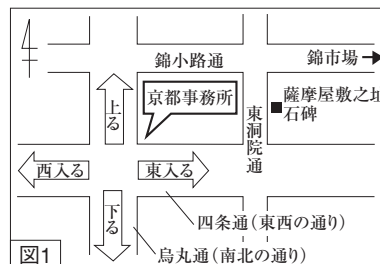 錦小路通
錦市場
京都事務所
薩摩屋敷之址
石碑
東洞院通
上る
西入る
東入る
下る
四条通(東西の通り)
烏丸通(南北の通り)
図1